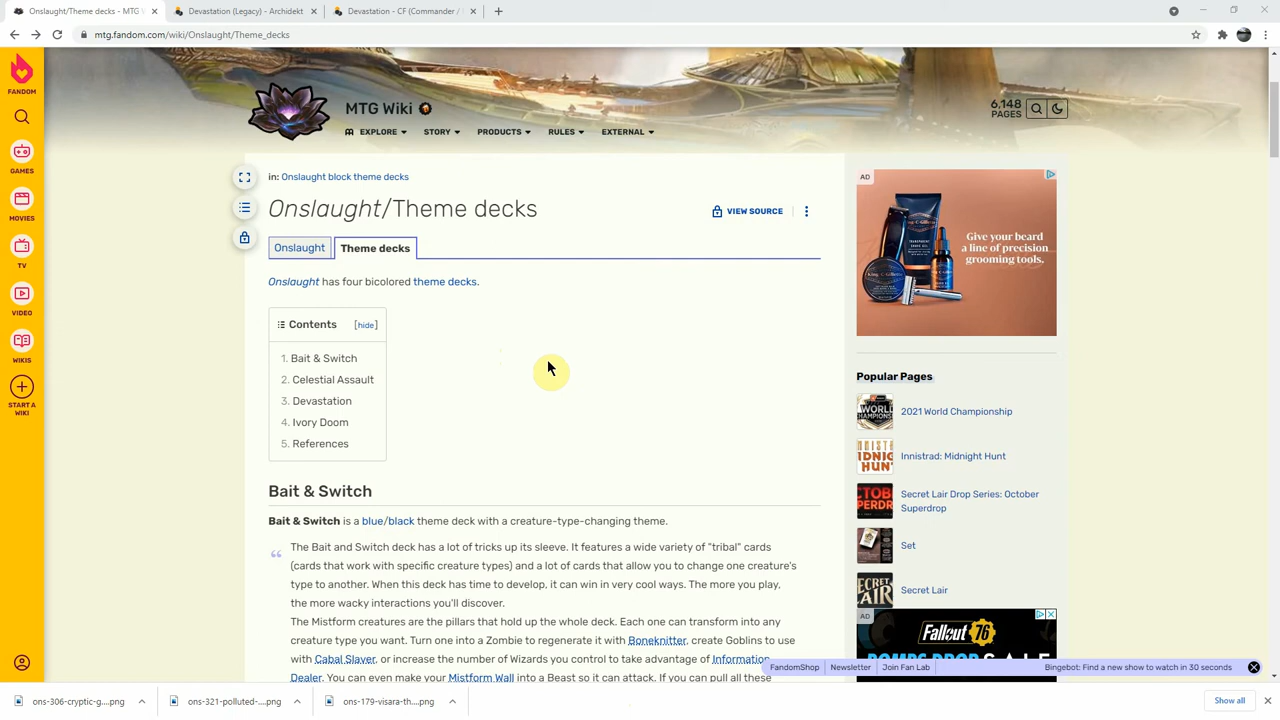 Onslaught/Theme decks - MTG W
Devastation (Legacy) - Archidekt
Devastation - CF (Commander /
mtg.fandom.com/wiki/Onslaught/Theme_decks
FANDOM
GAMES
MOVIES
TV
VIDEO
WIKIS
START A
WIKI
MTG Wiki
EXPLORE
STORY
PRODUCTS
RULES
EXTERNAL
6,148
PAGES
in: Onslaught block theme decks
Onslaught/Theme decks
VIEW SOURCE
Onslaught
Theme decks
Onslaught has four bicolored theme decks.
Contents [hide]
1. Bait & Switch
2. Celestial Assault
3. Devastation
4. Ivory Doom
5. References
Bait & Switch
Bait & Switch is a blue/black theme deck with a creature-type-changing theme.
The Bait and Switch deck has a lot of tricks up its sleeve. It features a wide variety of "tribal" cards
(cards that work with specific creature types) and a lot of cards that allow you to change one creature's
type to another. When this deck has time to develop, it can win in very cool ways. The more you play,
the more wacky interactions you'll discover.
The Mistform creatures are the pillars that hold up the whole deck. Each one can transform into any
creature type you want. Turn one into a Zombie to regenerate it with Boneknitter, create Goblins to use
with Cabal Slaver, or increase the number of Wizards you control to take advantage of Information
Dealer. You can even make your Mistform Wall into a Beast so it can attack. If you can pull all these
AD
Give your beard
a line of precision
grooming tools.
Popular Pages
2021 World Championship
Innistrad: Midnight Hunt
Secret Lair Drop Series: October
Superdrop
Set
Secret Lair
AD
Fallout 76
FandomShop
Newsletter
Join Fan Lab
Bingebot: Find a new show to watch in 30 seconds
ons-306-cryptic-g....png
ons-321-polluted-....png
ons-179-visara-th....png
Show all